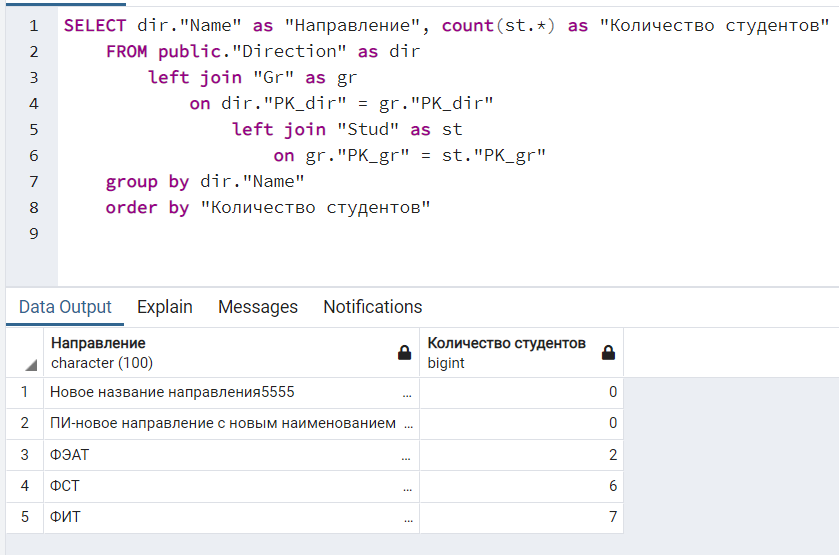 1 SELECT dir."Name" as "Направление", count(st.*) as "Количество студентов"
2 FROM public."Direction" as dir
3 left join "Gr" as gr
4 on dir."PK_dir" = gr."PK_dir"
5 left join "Stud" as st
6 on gr."PK_gr" = st."PK_gr"
7 group by dir."Name"
8 order by "Количество студентов"
9
Data Output Explain Messages Notifications
Направление Количество студентов
character (100) bigint
1 Новое название направления5555 ... 0
2 ПИ-новое направление с новым наименованием ... 0
3 ФЭАТ ... 2
4 ФСТ ... 6
5 ФИТ ... 7